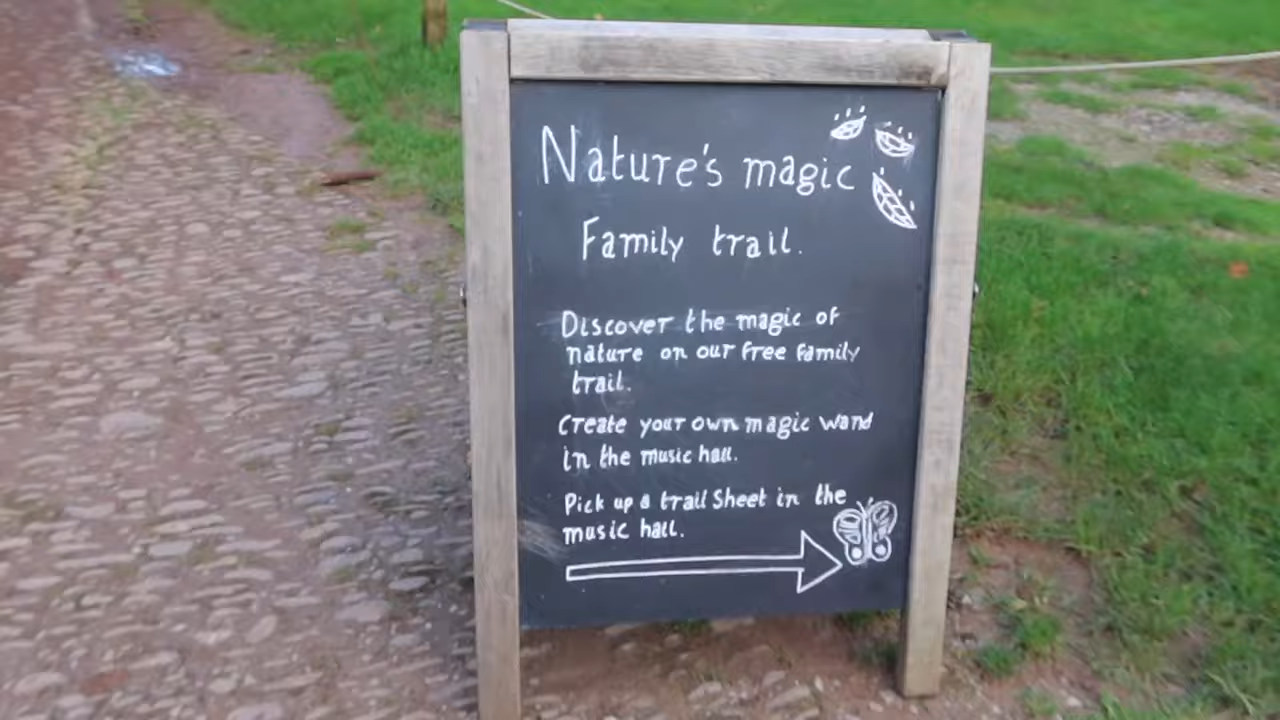 Nature's magic
Family trail.
Discover the magic of
nature on our free family
trail.
Create your own magic wand
in the music hall.
Pick up a trail sheet in the
music hall.